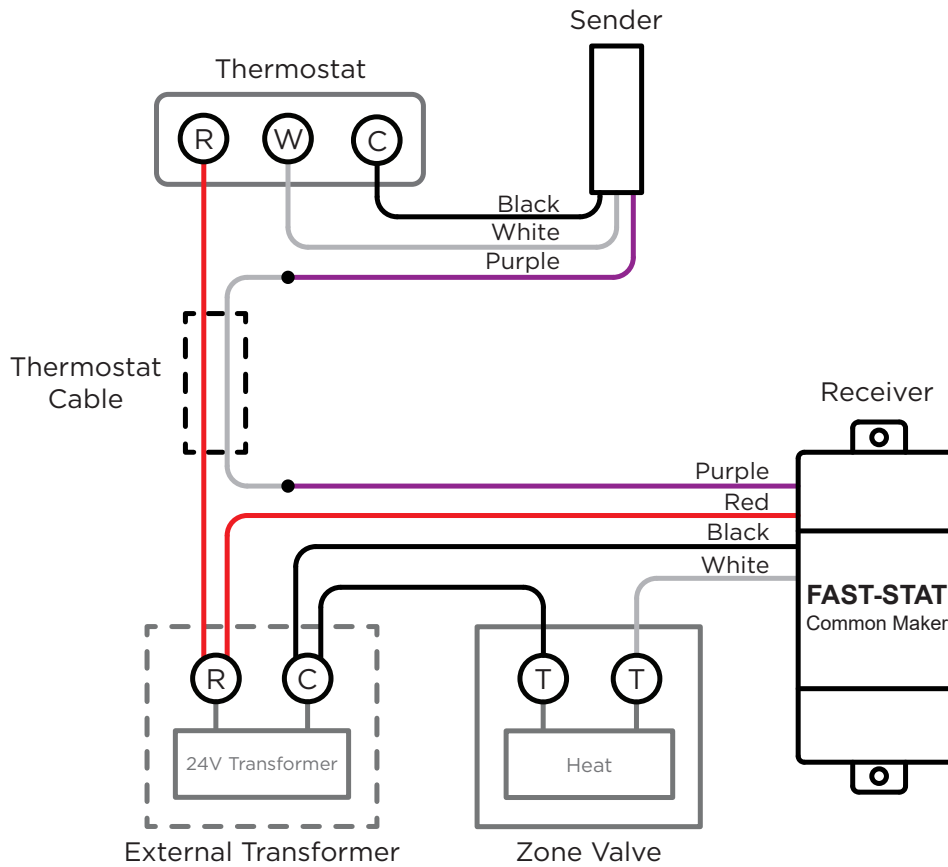 Sender
Thermostat
R
W
C
Black
White
Purple
Thermostat
Cable
Receiver
Purple
Red
Black
White
FAST-STAT
Common Maker
R
C
T
T
24V Transformer
Heat
External Transformer
Zone Valve